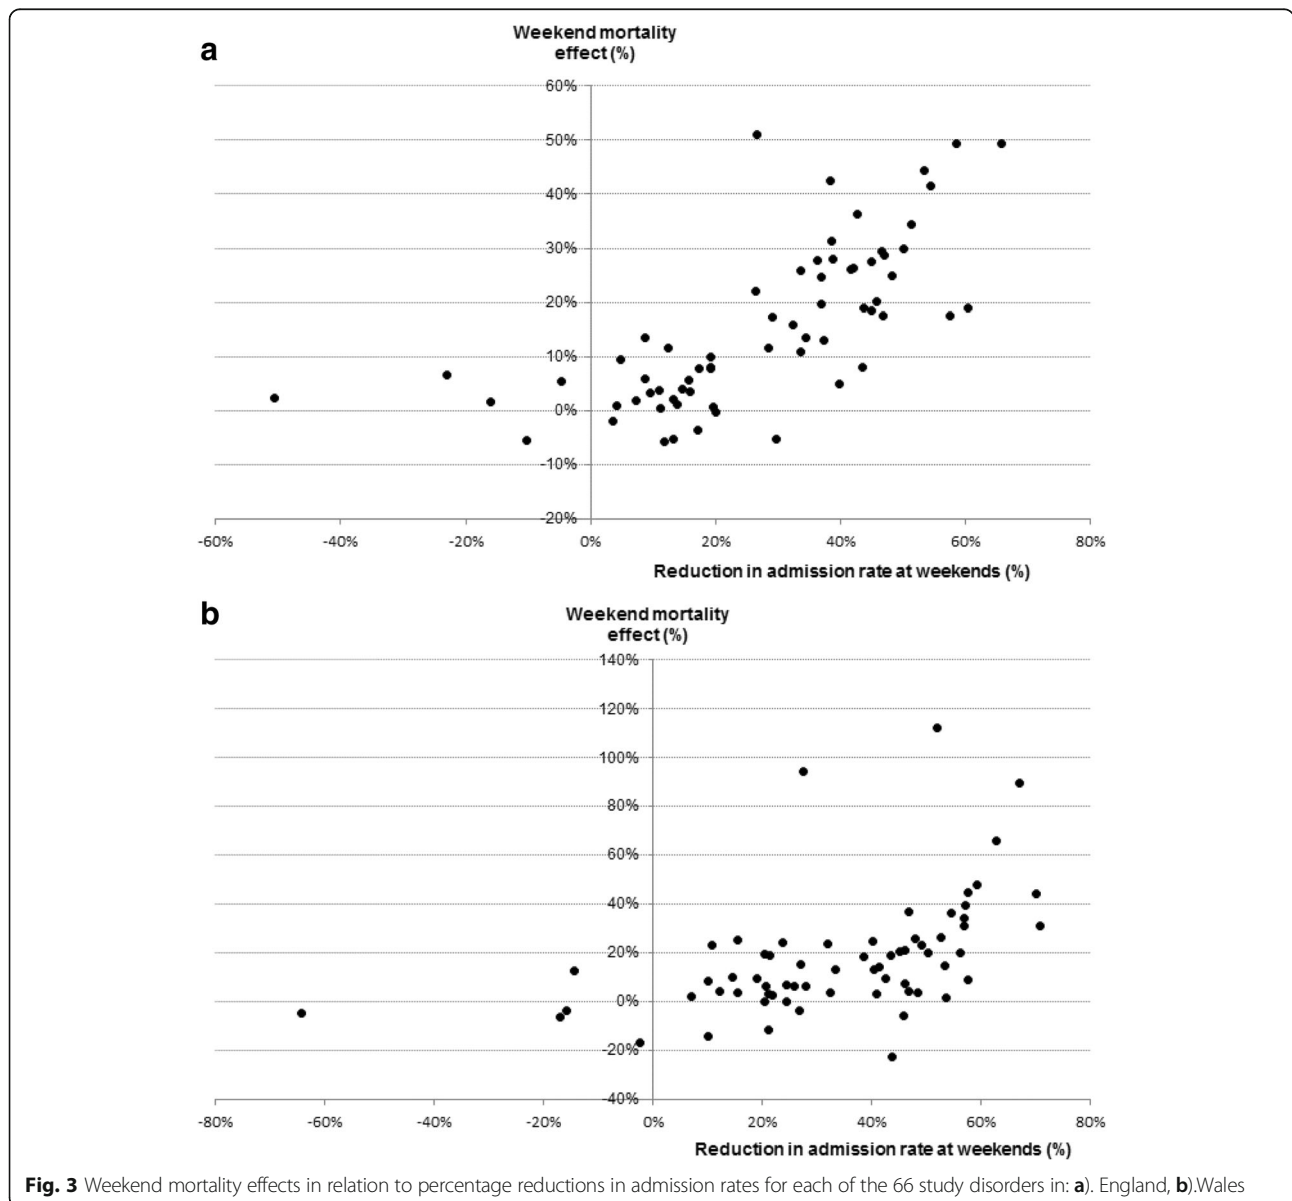 a
Weekend mortality
effect (%)
60%
50%
40%
30%
20%
10%
0%
-10%
-20%
-60% -40% -20% 0% 20% 40% 60% 80%
Reduction in admission rate at weekends (%)
b
Weekend mortality
effect (%)
140%
120%
100%
80%
60%
40%
20%
0%
-20%
-40%
-80% -60% -40% -20% 0% 20% 40% 60% 80%
Reduction in admission rate at weekends (%)
Fig. 3 Weekend mortality effects in relation to percentage reductions in admission rates for each of the 66 study disorders in: a). England, b).Wales